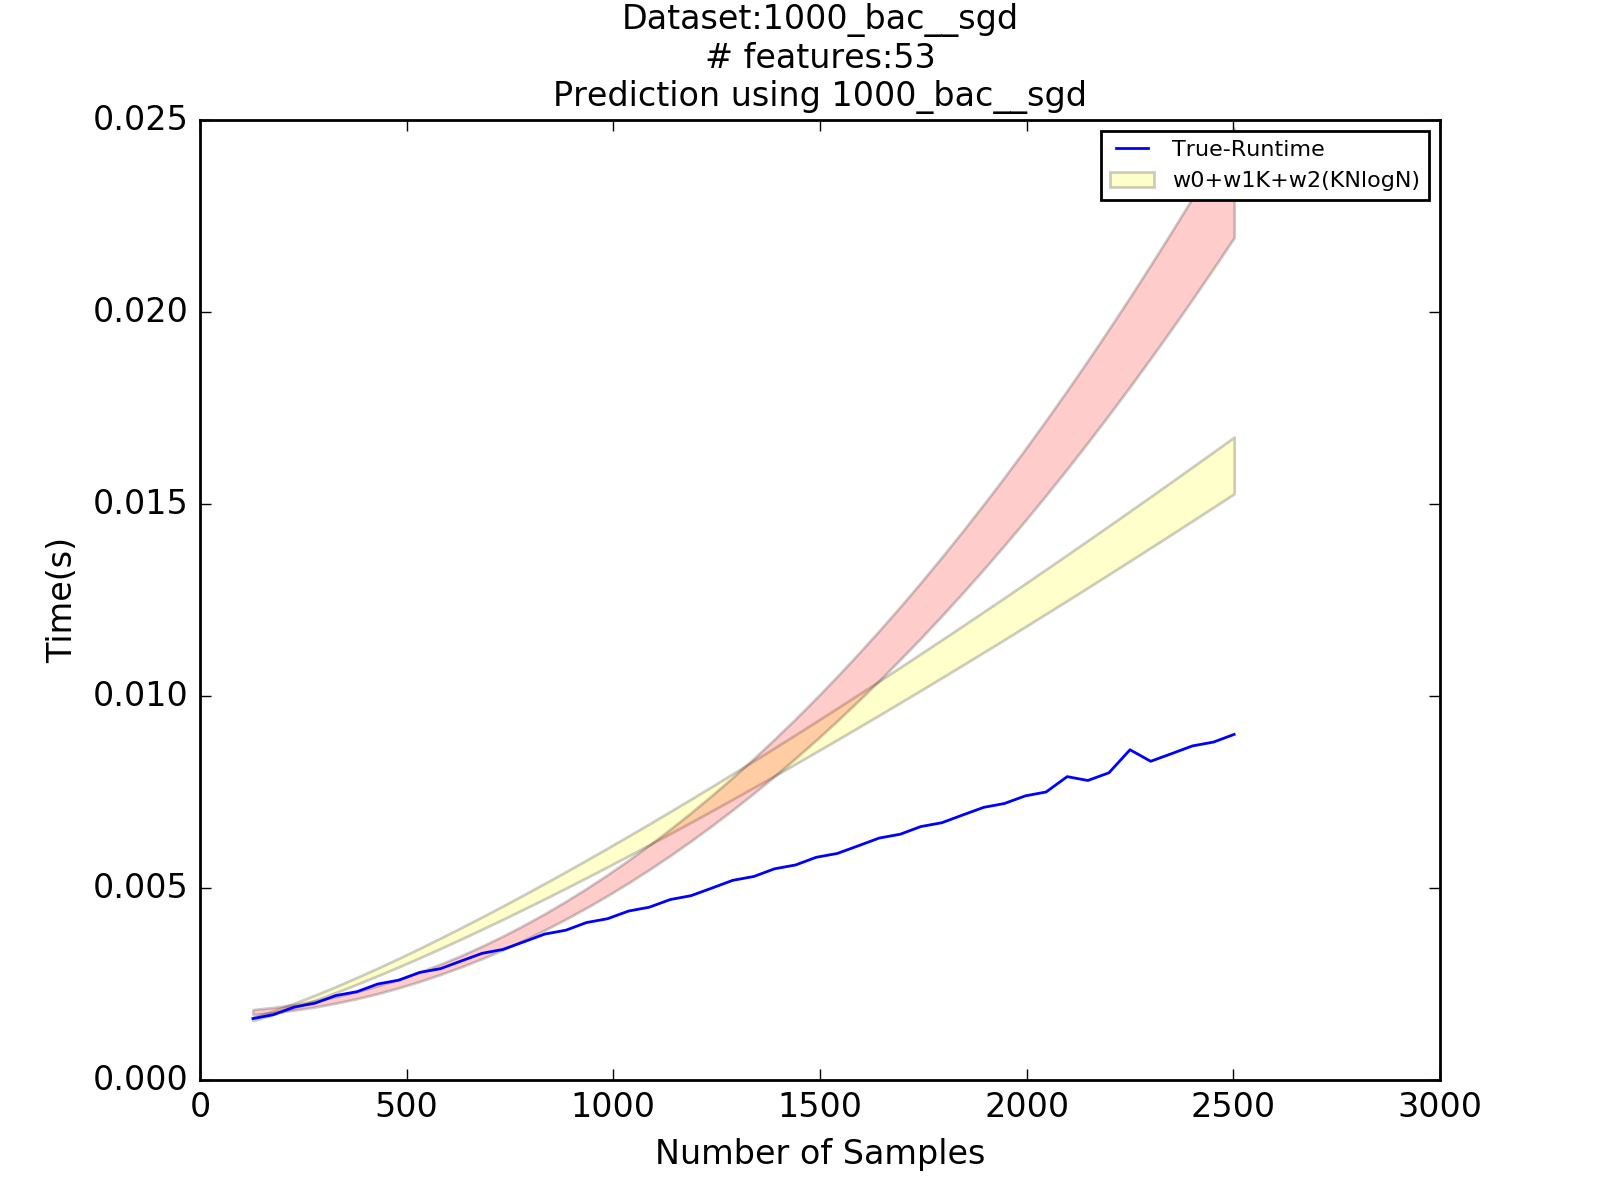 Dataset:1000_bac__sgd
# features:53
Prediction using 1000_bac__sgd
0.025
0.020
0.015
0.010
0.005
0.000
Time(s)
True-Runtime
w0+w1K+w2(KNlogN)
0
500
1000
1500
2000
2500
3000
Number of Samples